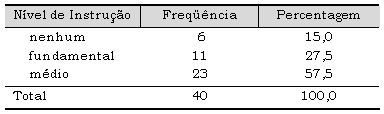 Nível de Instrução Freqüência Percentagem
nenhum 6 15,0
fundamental 11 27,5
médio 23 57,5
Total 40 100,0